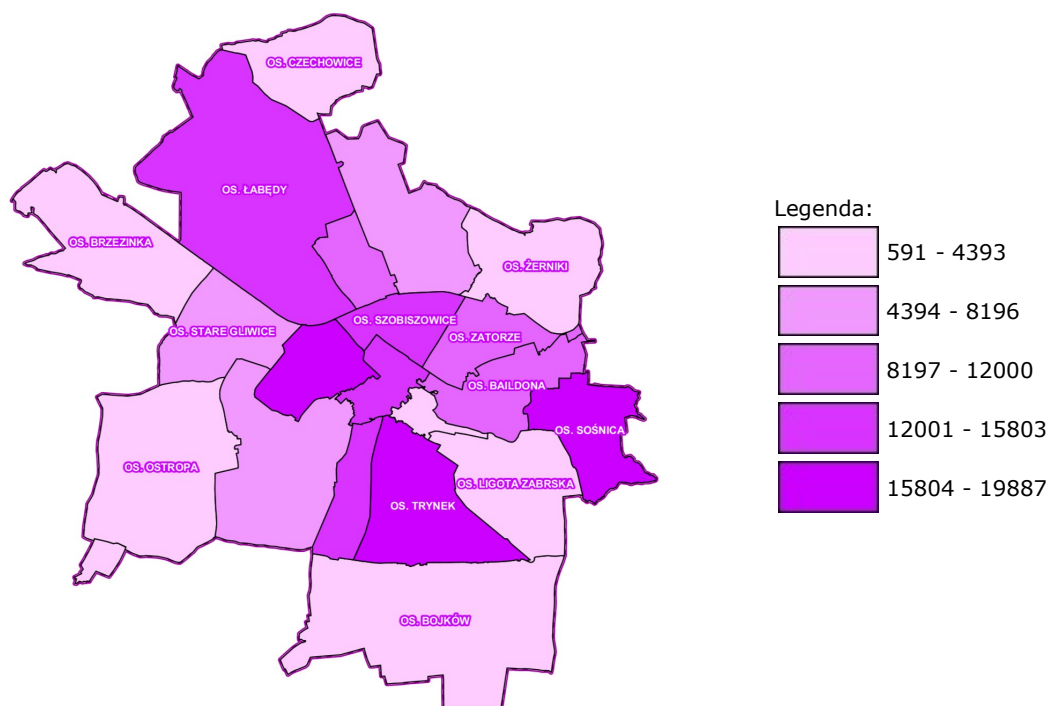 OS. CZECHOWICE
OS. ŁABĘDY
OS. BRZEZINKA
OS. ŻERNIKI
OS. SZOBISZOWICE
OS. STARE GLIWICE
OS. ZATORZE
OS. BAILDONA
OS. SOŚNICA
OS. OSTROPA
OS. LIGOTA ZABRSKA
OS. TRYNEK
OS. BOJKÓW
Legenda:
591 - 4393
4394 - 8196
8197 - 12000
12001 - 15803
15804 - 19887